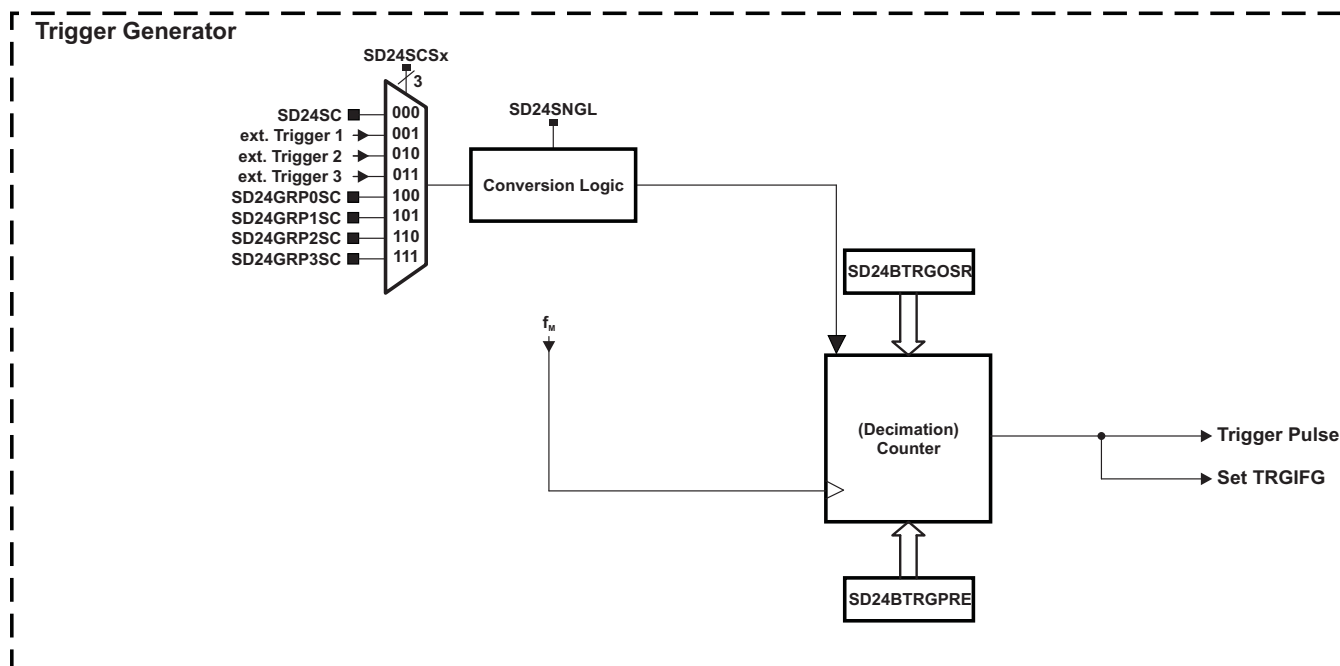 Trigger Generator
SD24SCSx
3
SD24SC
000
ext. Trigger 1
001
ext. Trigger 2
010
ext. Trigger 3
011
SD24GRP0SC
100
SD24GRP1SC
101
SD24GRP2SC
110
SD24GRP3SC
111
SD24SNGL
Conversion Logic
SD24BTRGOSR
fM
(Decimation)
Counter
Trigger Pulse
Set TRGIFG
SD24BTRGPRE